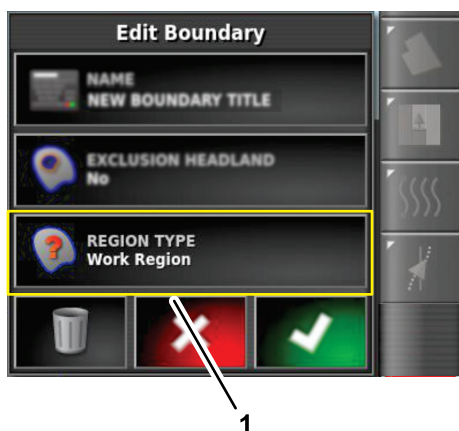 Edit Boundary
NAME
NEW BOUNDARY TITLE
EXCLUSION HEADLAND
No
REGION TYPE
Work Region
1